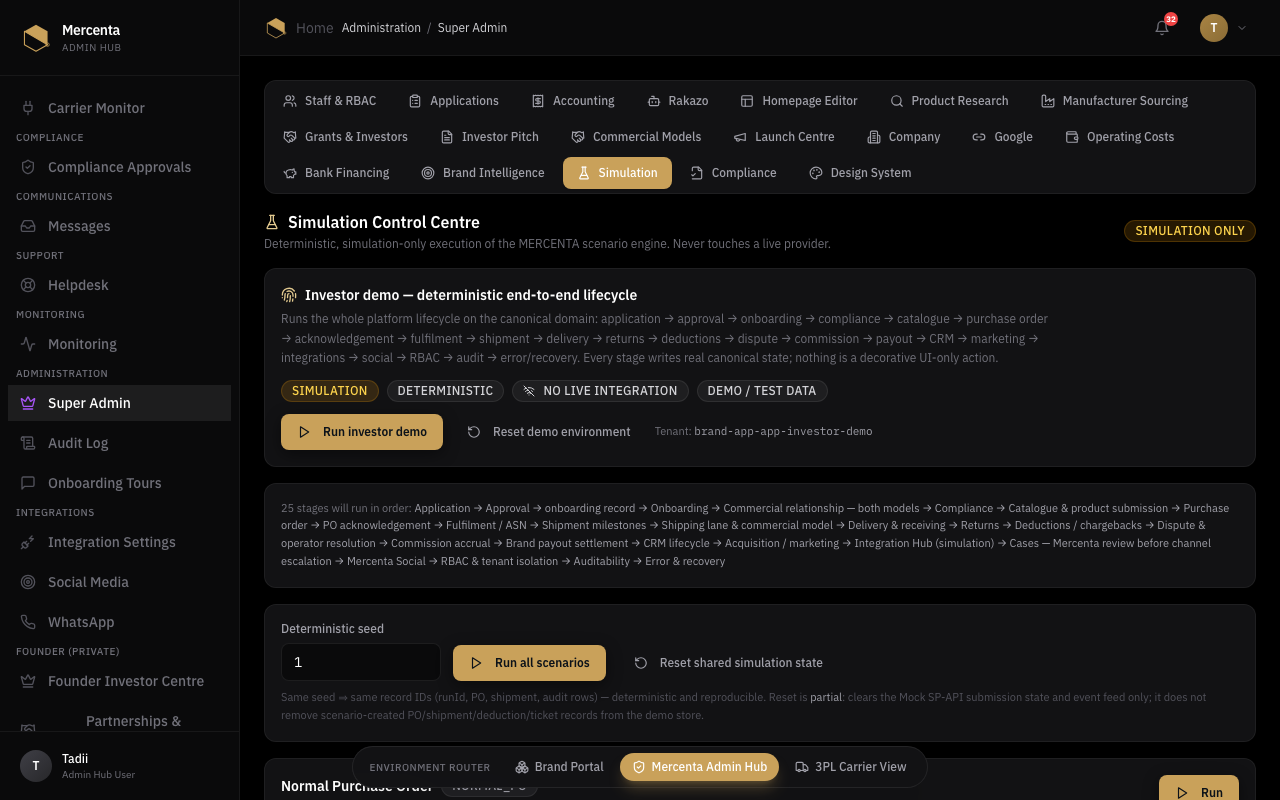 Mercenta
ADMIN HUB
Home Administration / Super Admin
32
T
Carrier Monitor
COMPLIANCE
Compliance Approvals
COMMUNICATIONS
Messages
SUPPORT
Helpdesk
MONITORING
Monitoring
ADMINISTRATION
Super Admin
Audit Log
Onboarding Tours
INTEGRATIONS
Integration Settings
Social Media
WhatsApp
FOUNDER (PRIVATE)
Founder Investor Centre
Partnerships &
T
Tadii
Admin Hub User
Staff & RBAC Applications Accounting Rakazo Homepage Editor Product Research Manufacturer Sourcing
Grants & Investors Investor Pitch Commercial Models Launch Centre Company Google Operating Costs
Bank Financing Brand Intelligence Simulation Compliance Design System
Simulation Control Centre
Deterministic, simulation-only execution of the MERCENTA scenario engine. Never touches a live provider.
SIMULATION ONLY
Investor demo — deterministic end-to-end lifecycle
Runs the whole platform lifecycle on the canonical domain: application → approval → onboarding → compliance → catalogue → purchase order
→ acknowledgement → fulfilment → shipment → delivery → returns → deductions → dispute → commission → payout → CRM → marketing →
integrations → social → RBAC → audit → error/recovery. Every stage writes real canonical state; nothing is a decorative UI-only action.
SIMULATION DETERMINISTIC NO LIVE INTEGRATION DEMO / TEST DATA
Run investor demo Reset demo environment Tenant: brand-app-app-investor-demo
25 stages will run in order: Application → Approval → onboarding record → Onboarding → Commercial relationship — both models → Compliance → Catalogue & product submission → Purchase
order → PO acknowledgement → Fulfilment / ASN → Shipment milestones → Shipping lane & commercial model → Delivery & receiving → Returns → Deductions / chargebacks → Dispute &
operator resolution → Commission accrual → Brand payout settlement → CRM lifecycle → Acquisition / marketing → Integration Hub (simulation) → Cases — Mercenta review before channel
escalation → Mercenta Social → RBAC & tenant isolation → Auditability → Error & recovery
Deterministic seed
1 Run all scenarios Reset shared simulation state
Same seed ⇒ same record IDs (runId, PO, shipment, audit rows) — deterministic and reproducible. Reset is partial: clears the Mock SP-API submission state and event feed only; it does not
remove scenario-created PO/shipment/deduction/ticket records from the demo store.
ENVIRONMENT ROUTER Brand Portal Mercenta Admin Hub 3PL Carrier View
Normal Purchase Order NORMAL_PO
Run